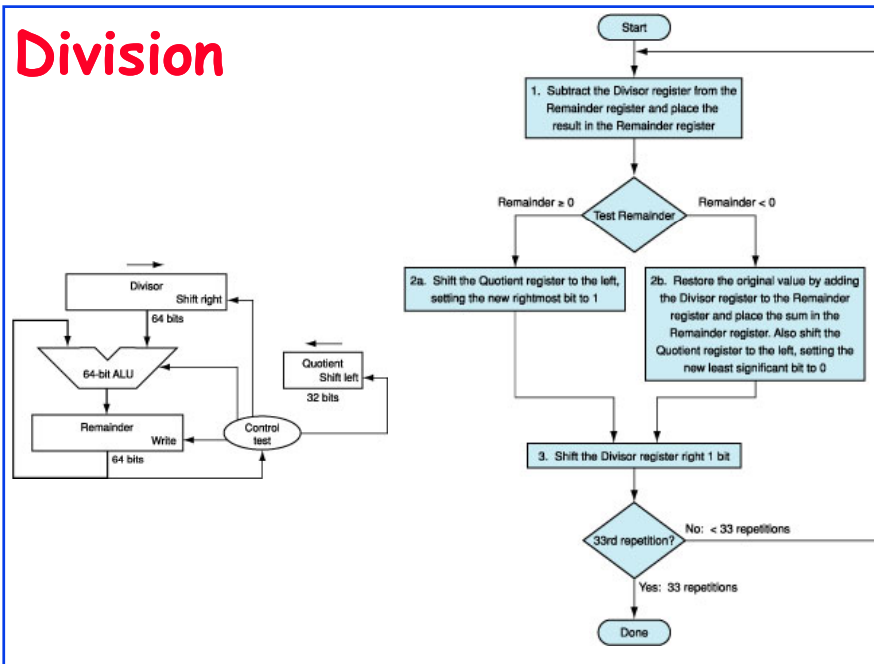 Division
Divisor
Shift right
64 bits
64-bit ALU
Quotient
Shift left
32 bits
Remainder
Write
Control
test
64 bits
Start
1. Subtract the Divisor register from the
Remainder register and place the
result in the Remainder register
Remainder ≥ 0
Remainder < 0
Test Remainder
2a. Shift the Quotient register to the left,
setting the new rightmost bit to 1
2b. Restore the original value by adding
the Divisor register to the Remainder
register and place the sum in the
Remainder register. Also shift the
Quotient register to the left, setting the
new least significant bit to 0
3. Shift the Divisor register right 1 bit
33rd repetition?
No: < 33 repetitions
Yes: 33 repetitions
Done